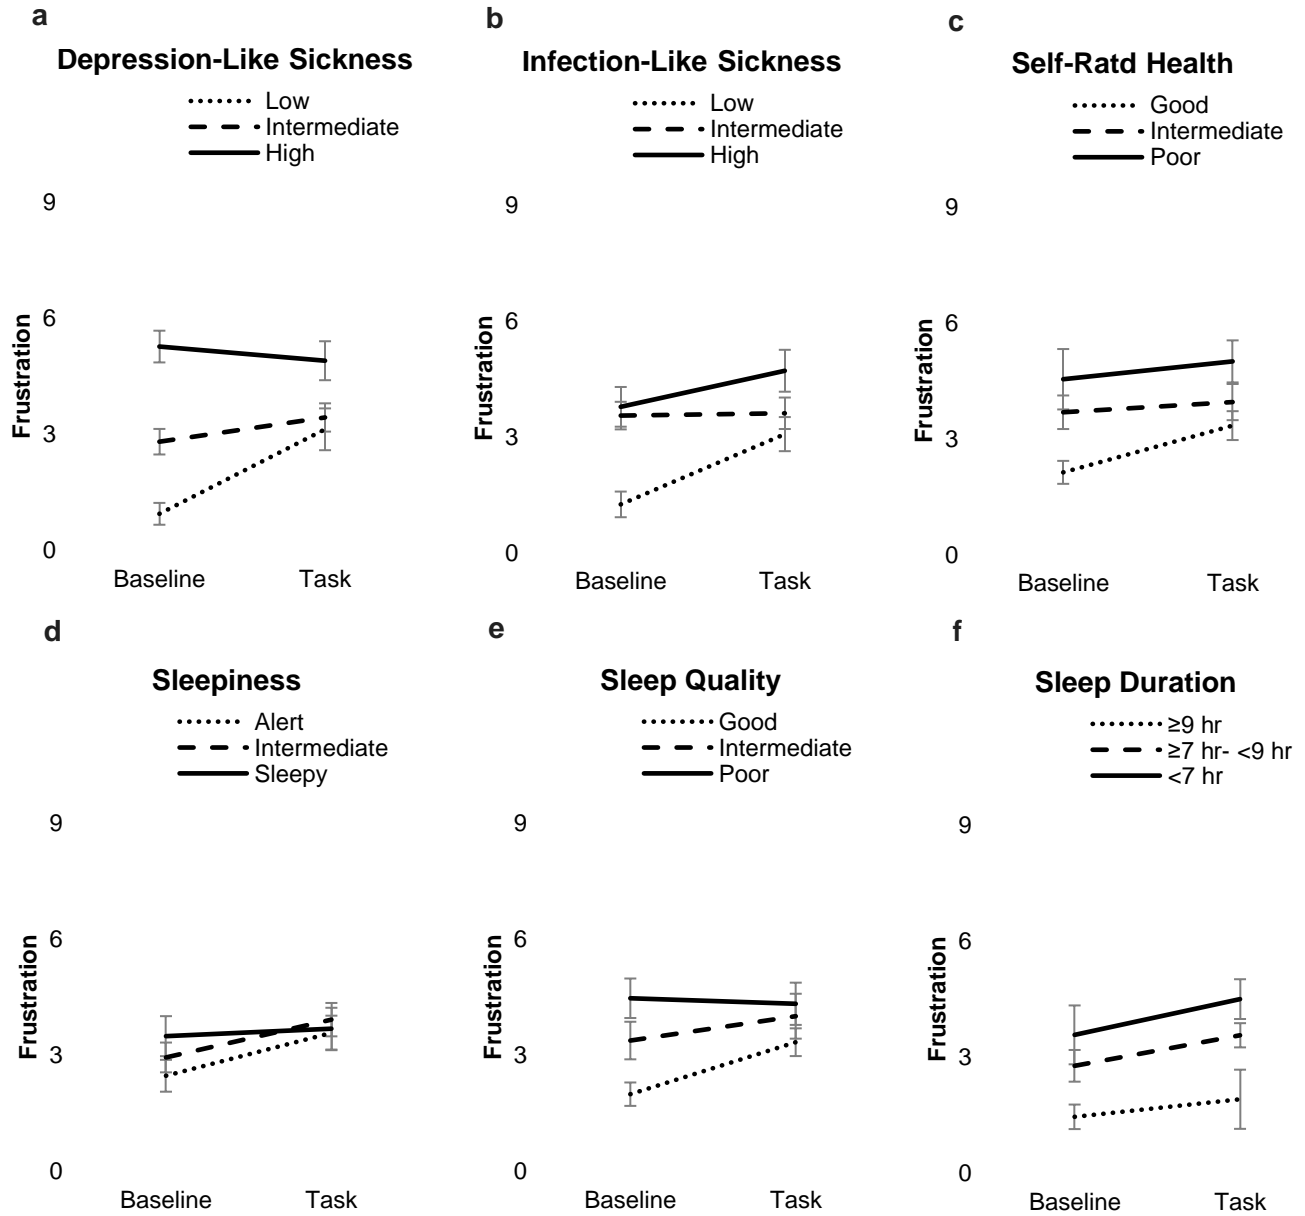 a
Depression-Like Sickness
Low
Intermediate
High
9
6
3
0
Frustration
Baseline
Task
b
Infection-Like Sickness
Low
Intermediate
High
9
6
3
0
Frustration
Baseline
Task
c
Self-Ratd Health
Good
Intermediate
Poor
9
6
3
0
Frustration
Baseline
Task
d
Sleepiness
Alert
Intermediate
Sleepy
9
6
3
0
Frustration
Baseline
Task
e
Sleep Quality
Good
Intermediate
Poor
9
6
3
0
Frustration
Baseline
Task
f
Sleep Duration
≥9 hr
≥7 hr- <9 hr
<7 hr
9
6
3
0
Frustration
Baseline
Task